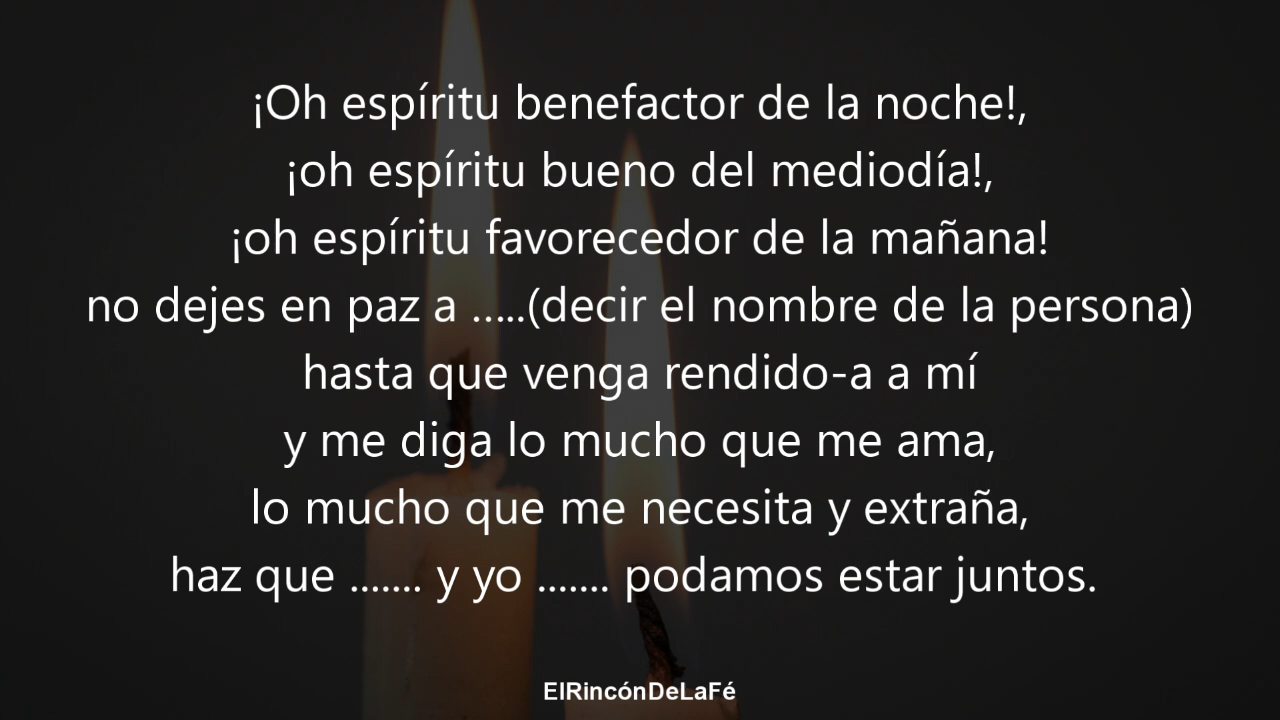 ¡Oh espíritu benefactor de la noche!,
¡oh espíritu bueno del mediodía!,
¡oh espíritu favorecedor de la mañana!
no dejes en paz a .....(decir el nombre de la persona)
hasta que venga rendido-a a mí
y me diga lo mucho que me ama,
lo mucho que me necesita y extraña,
haz que ....... y yo ....... podamos estar juntos.
ElRincónDeLaFé